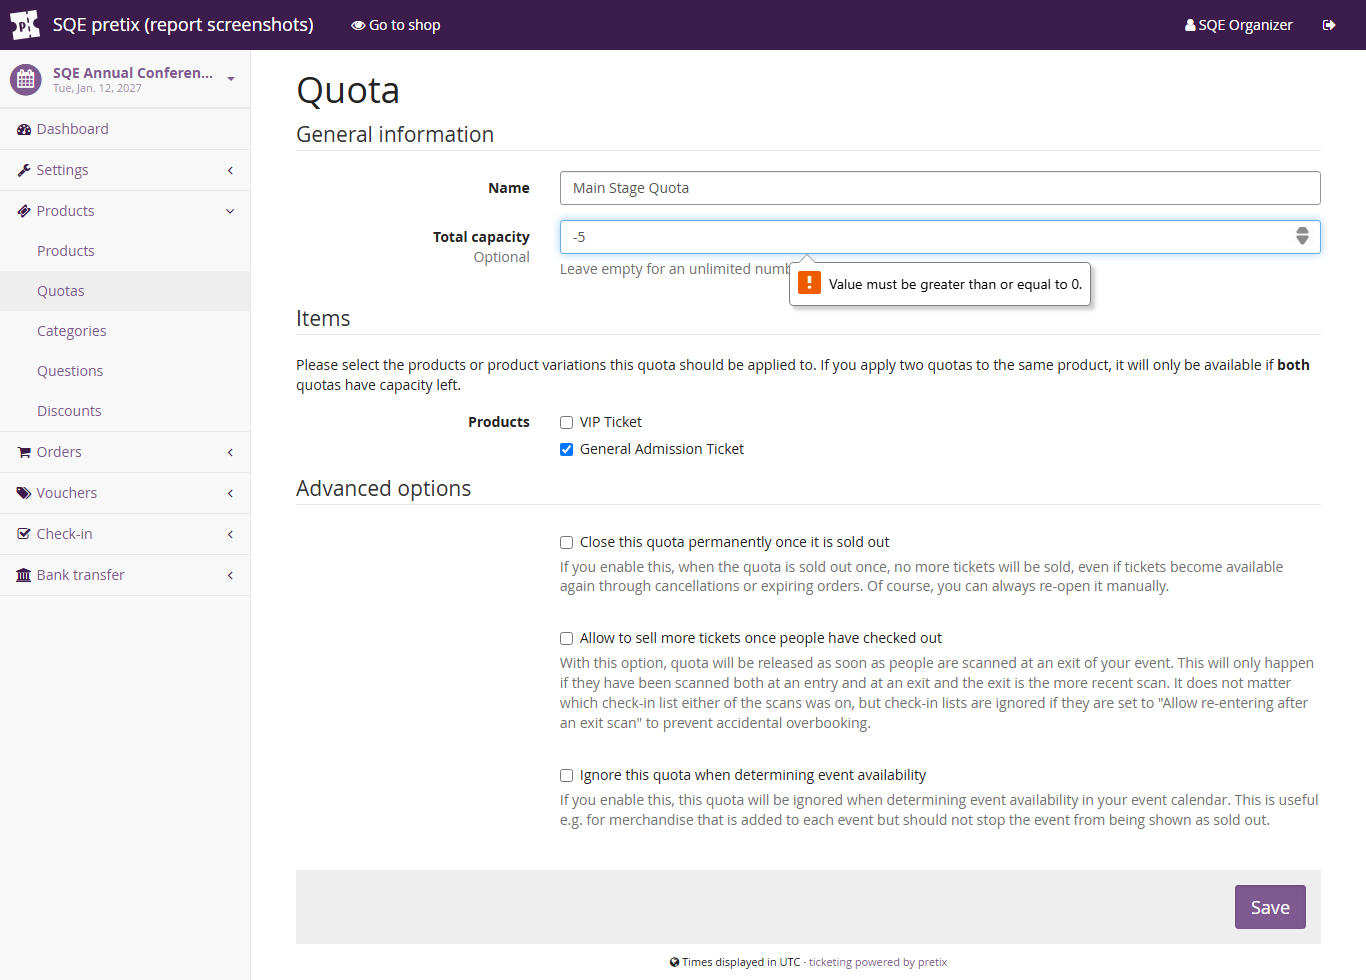 SQE pretix (report screenshots)
Go to shop
SQE Organizer
SQE Annual Conferen...
Tue, Jan. 12, 2027
Dashboard
Settings
Products
Products
Quotas
Categories
Questions
Discounts
Orders
Vouchers
Check-in
Bank transfer
Quota
General information
Name
Main Stage Quota
Total capacity
Optional
-5
Leave empty for an unlimited
Value must be greater than or equal to 0.
Items
Please select the products or product variations this quota should be applied to. If you apply two quotas to the same product, it will only be available if both
quotas have capacity left.
Products
VIP Ticket
General Admission Ticket
Advanced options
Close this quota permanently once it is sold out
If you enable this, when the quota is sold out once, no more tickets will be sold, even if tickets become available
again through cancellations or expiring orders. Of course, you can always re-open it manually.
Allow to sell more tickets once people have checked out
With this option, quota will be released as soon as people are scanned at an exit of your event. This will only happen
if they have been scanned both at an entry and at an exit and the exit is the more recent scan. It does not matter
which check-in list either of the scans was on, but check-in lists are ignored if they are set to "Allow re-entering after
an exit scan" to prevent accidental overbooking.
Ignore this quota when determining event availability
If you enable this, this quota will be ignored when determining event availability in your event calendar. This is useful
e.g. for merchandise that is added to each event but should not stop the event from being shown as sold out.
Save
Times displayed in UTC · ticketing powered by pretix